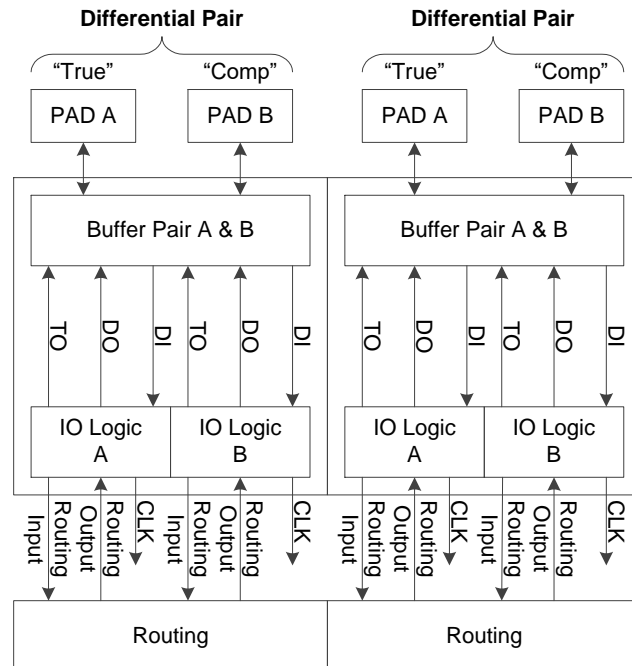 Differential Pair Differential Pair
“True” “Comp” “True” “Comp”
PAD A PAD B PAD A PAD B
Buffer Pair A & B Buffer Pair A & B
TO DO DI TO DO DI TO DO DI TO DO DI
IO Logic IO Logic IO Logic IO Logic
A B A B
Routing Input Routing Output CLK Routing Input Routing Output CLK Routing Input Routing Output CLK Routing Input Routing Output CLK
Routing Routing